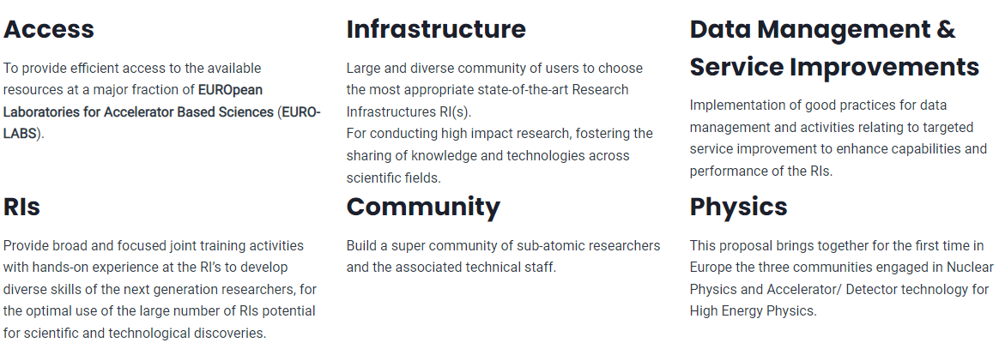 Access
To provide efficient access to the available
resources at a major fraction of EUROpean
Laboratories for Accelerator Based Sciences (EURO-
LABS).
Infrastructure
Large and diverse community of users to choose
the most appropriate state-of-the-art Research
Infrastructures RI(s).
For conducting high impact research, fostering the
sharing of knowledge and technologies across
scientific fields.
Data Management &
Service Improvements
Implementation of good practices for data
management and activities relating to targeted
service improvement to enhance capabilities and
performance of the RIs.
RIs
Provide broad and focused joint training activities
with hands-on experience at the RI’s to develop
diverse skills of the next generation researchers, for
the optimal use of the large number of RIs potential
for scientific and technological discoveries.
Community
Build a super community of sub-atomic researchers
and the associated technical staff.
Physics
This proposal brings together for the first time in
Europe the three communities engaged in Nuclear
Physics and Accelerator/ Detector technology for
High Energy Physics.